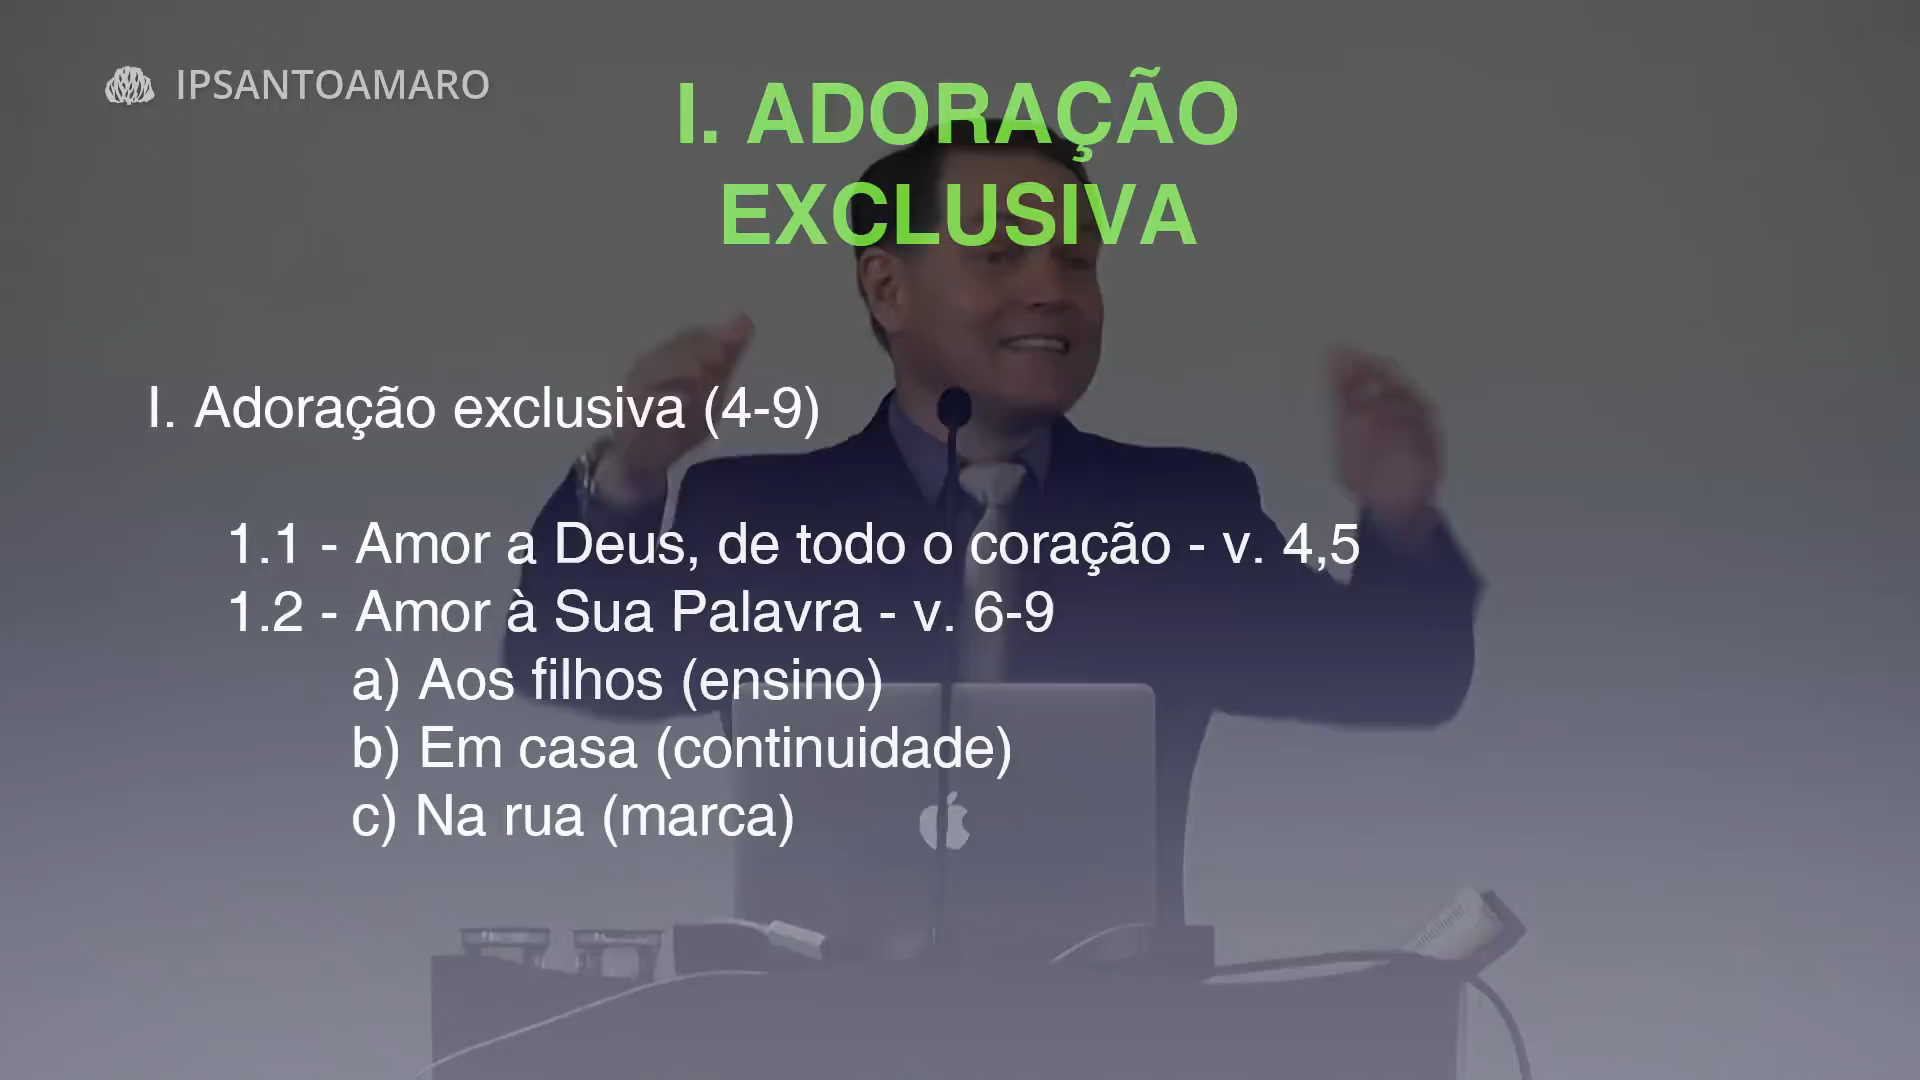 IPSANTOAMARO
I. ADORAÇÃO
EXCLUSIVA
I. Adoração exclusiva (4-9)
1.1 - Amor a Deus, de todo o coração - v. 4,5
1.2 - Amor à Sua Palavra - v. 6-9
a) Aos filhos (ensino)
b) Em casa (continuidade)
c) Na rua (marca)